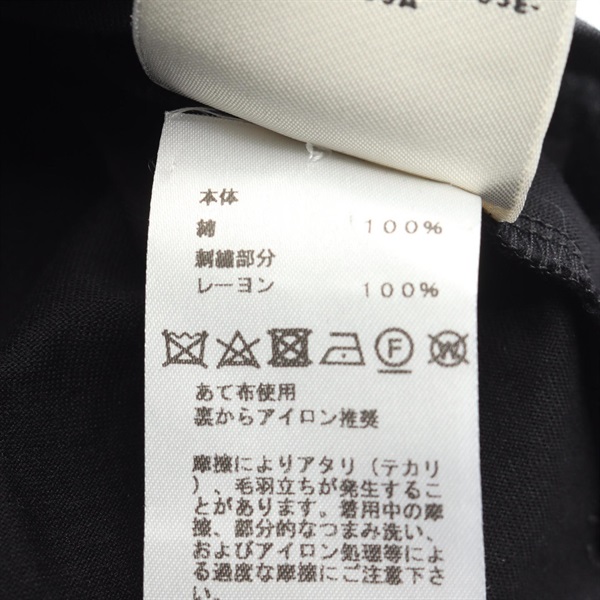 本体
綿 100%
刺繍部分
レーヨン 100%
F W
あて布使用
裏からアイロン推奨
摩擦によりアタリ（テカリ
）、毛羽立ちが発生するこ
とがあります。着用中の摩
擦、部分的なつまみ洗い、
およびアイロン処理等によ
る過度な摩擦にご注意下さ
い。